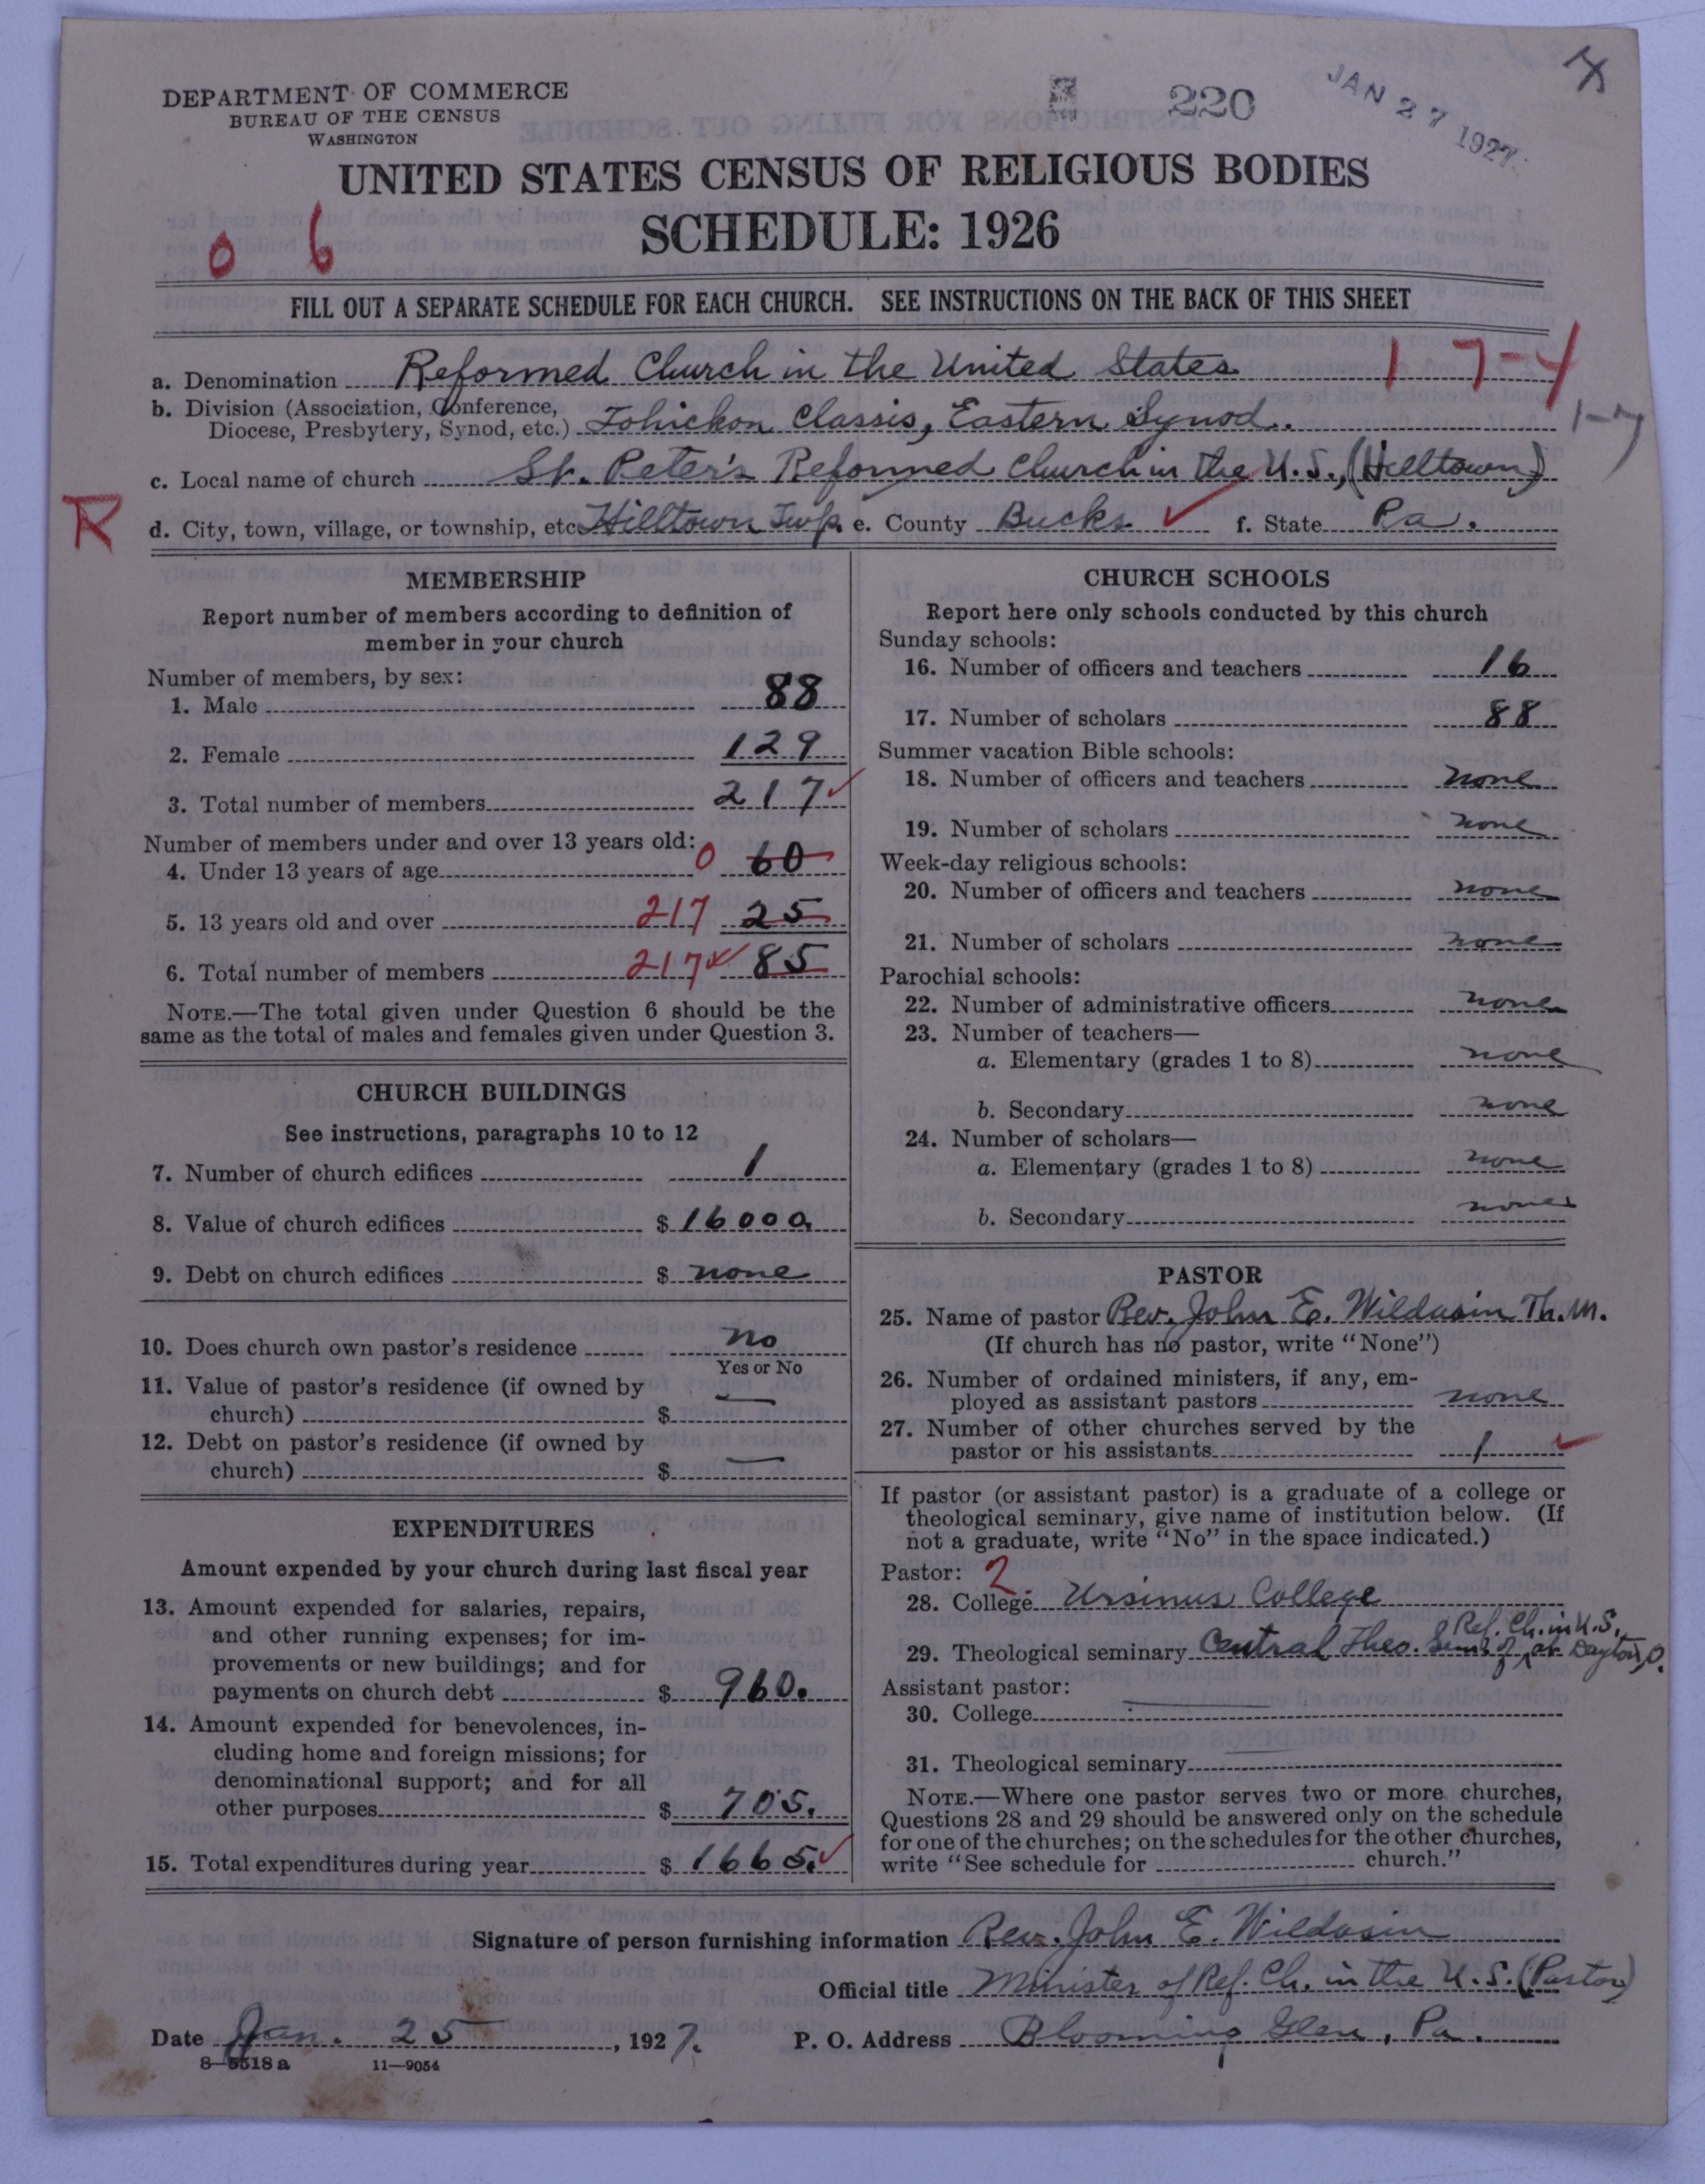 DEPARTMENT OF COMMERCE
BUREAU OF THE CENSUS
WASHINGTON
220
JAN 27 1927
UNITED STATES CENSUS OF RELIGIOUS BODIES
SCHEDULE: 1926
0 6
FILL OUT A SEPARATE SCHEDULE FOR EACH CHURCH. SEE INSTRUCTIONS ON THE BACK OF THIS SHEET
a. Denomination Reformed Church in the United States 1 7-4
b. Division (Association, Conference,
Diocese, Presbytery, Synod, etc.) Tohickon Classis, Eastern Synod.
c. Local name of church St. Peter's Reformed Church in the U.S., (Hilltown)
R
d. City, town, village, or township, etc. Hilltown Twp. e. County Bucks f. State Pa.
MEMBERSHIP
Report number of members according to definition of
member in your church
Number of members, by sex:
1. Male 88
2. Female 129
3. Total number of members 217
Number of members under and over 13 years old:
4. Under 13 years of age 0 60
5. 13 years old and over 217 25
6. Total number of members 217 85
NOTE.—The total given under Question 6 should be the
same as the total of males and females given under Question 3.
CHURCH BUILDINGS
See instructions, paragraphs 10 to 12
7. Number of church edifices 1
8. Value of church edifices $ 16000
9. Debt on church edifices $ none
10. Does church own pastor's residence no
Yes or No
11. Value of pastor's residence (if owned by
church) $ —
12. Debt on pastor's residence (if owned by
church) $ —
EXPENDITURES
Amount expended by your church during last fiscal year
13. Amount expended for salaries, repairs,
and other running expenses; for im-
provements or new buildings; and for
payments on church debt $ 960.
14. Amount expended for benevolences, in-
cluding home and foreign missions; for
denominational support; and for all
other purposes $ 705.
15. Total expenditures during year $ 1665.
CHURCH SCHOOLS
Report here only schools conducted by this church
Sunday schools:
16. Number of officers and teachers 16
17. Number of scholars 88
Summer vacation Bible schools:
18. Number of officers and teachers none
19. Number of scholars none
Week-day religious schools:
20. Number of officers and teachers none
21. Number of scholars none
Parochial schools:
22. Number of administrative officers none
23. Number of teachers—
a. Elementary (grades 1 to 8) none
b. Secondary none
24. Number of scholars—
a. Elementary (grades 1 to 8) none
b. Secondary none
PASTOR
25. Name of pastor Rev. John E. Wildasin Th.M.
(If church has no pastor, write "None")
26. Number of ordained ministers, if any, em-
ployed as assistant pastors none
27. Number of other churches served by the
pastor or his assistants 1
If pastor (or assistant pastor) is a graduate of a college or
theological seminary, give name of institution below. (If
not a graduate, write "No" in the space indicated.)
Pastor: 2
28. College Ursinus College
Ref. Ch. in U.S.,
29. Theological seminary Central Theo. Sem. of at Dayton, O.
Assistant pastor:
30. College
31. Theological seminary
NOTE.—Where one pastor serves two or more churches,
Questions 28 and 29 should be answered only on the schedule
for one of the churches; on the schedules for the other churches,
write "See schedule for church."
Signature of person furnishing information Rev. John E. Wildasin
Official title Minister of Ref. Ch. in the U.S. (Pastor)
Date Jan. 25, 1927. P. O. Address Blooming Glen, Pa.
8—5518 a 11—9054